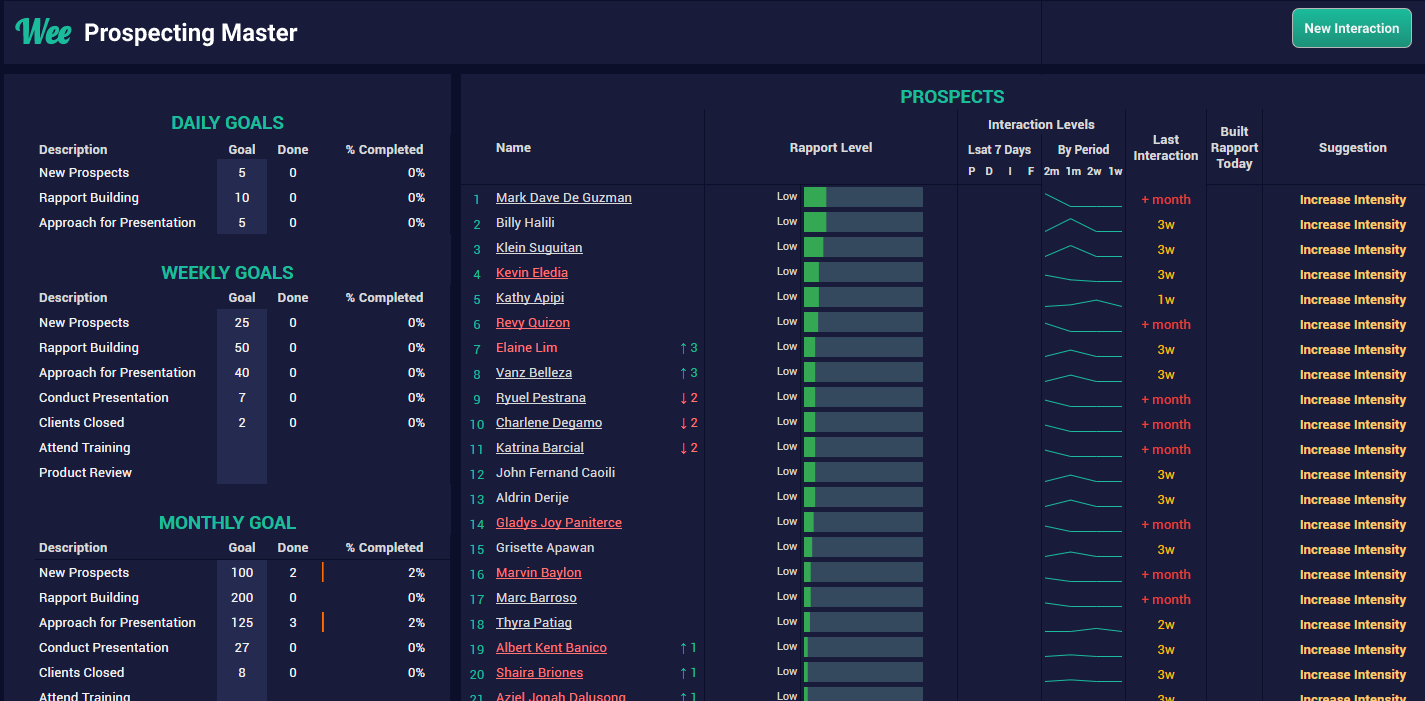 Wee Prospecting Master
New Interaction
DAILY GOALS
Description Goal Done % Completed
New Prospects 5 0 0%
Rapport Building 10 0 0%
Approach for Presentation 5 0 0%
WEEKLY GOALS
Description Goal Done % Completed
New Prospects 25 0 0%
Rapport Building 50 0 0%
Approach for Presentation 40 0 0%
Conduct Presentation 7 0 0%
Clients Closed 2 0 0%
Attend Training
Product Review
MONTHLY GOAL
Description Goal Done % Completed
New Prospects 100 2 2%
Rapport Building 200 0 0%
Approach for Presentation 125 3 2%
Conduct Presentation 27 0 0%
Clients Closed 8 0 0%
Attend Training
PROSPECTS
Name Rapport Level Interaction Levels Last Interaction Built Rapport Today Suggestion
Lsat 7 Days By Period
P D I F 2m 1m 2w 1w
1 Mark Dave De Guzman Low + month Increase Intensity
2 Billy Halili Low 3w Increase Intensity
3 Klein Suguitan Low 3w Increase Intensity
4 Kevin Eledia Low 3w Increase Intensity
5 Kathy Apipi Low 1w Increase Intensity
6 Revy Quizon Low + month Increase Intensity
7 Elaine Lim ↑ 3 Low 3w Increase Intensity
8 Vanz Belleza ↑ 3 Low 3w Increase Intensity
9 Ryuel Pestrana ↓ 2 Low + month Increase Intensity
10 Charlene Degamo ↓ 2 Low + month Increase Intensity
11 Katrina Barcial ↓ 2 Low + month Increase Intensity
12 John Fernand Caoili Low 3w Increase Intensity
13 Aldrin Derije Low 3w Increase Intensity
14 Gladys Joy Paniterce Low + month Increase Intensity
15 Grisette Apawan Low 3w Increase Intensity
16 Marvin Baylon Low + month Increase Intensity
17 Marc Barroso Low + month Increase Intensity
18 Thyra Patiag Low 2w Increase Intensity
19 Albert Kent Banico ↑ 1 Low 3w Increase Intensity
20 Shaira Briones ↑ 1 Low 3w Increase Intensity
21 Aziel Jonah Dalusong ↑ 1 Low 3w Increase Intensity